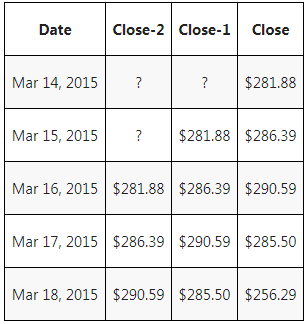 Date Close-2 Close-1 Close
Mar 14, 2015 ? ? $281.88
Mar 15, 2015 ? $281.88 $286.39
Mar 16, 2015 $281.88 $286.39 $290.59
Mar 17, 2015 $286.39 $290.59 $285.50
Mar 18, 2015 $290.59 $285.50 $256.29